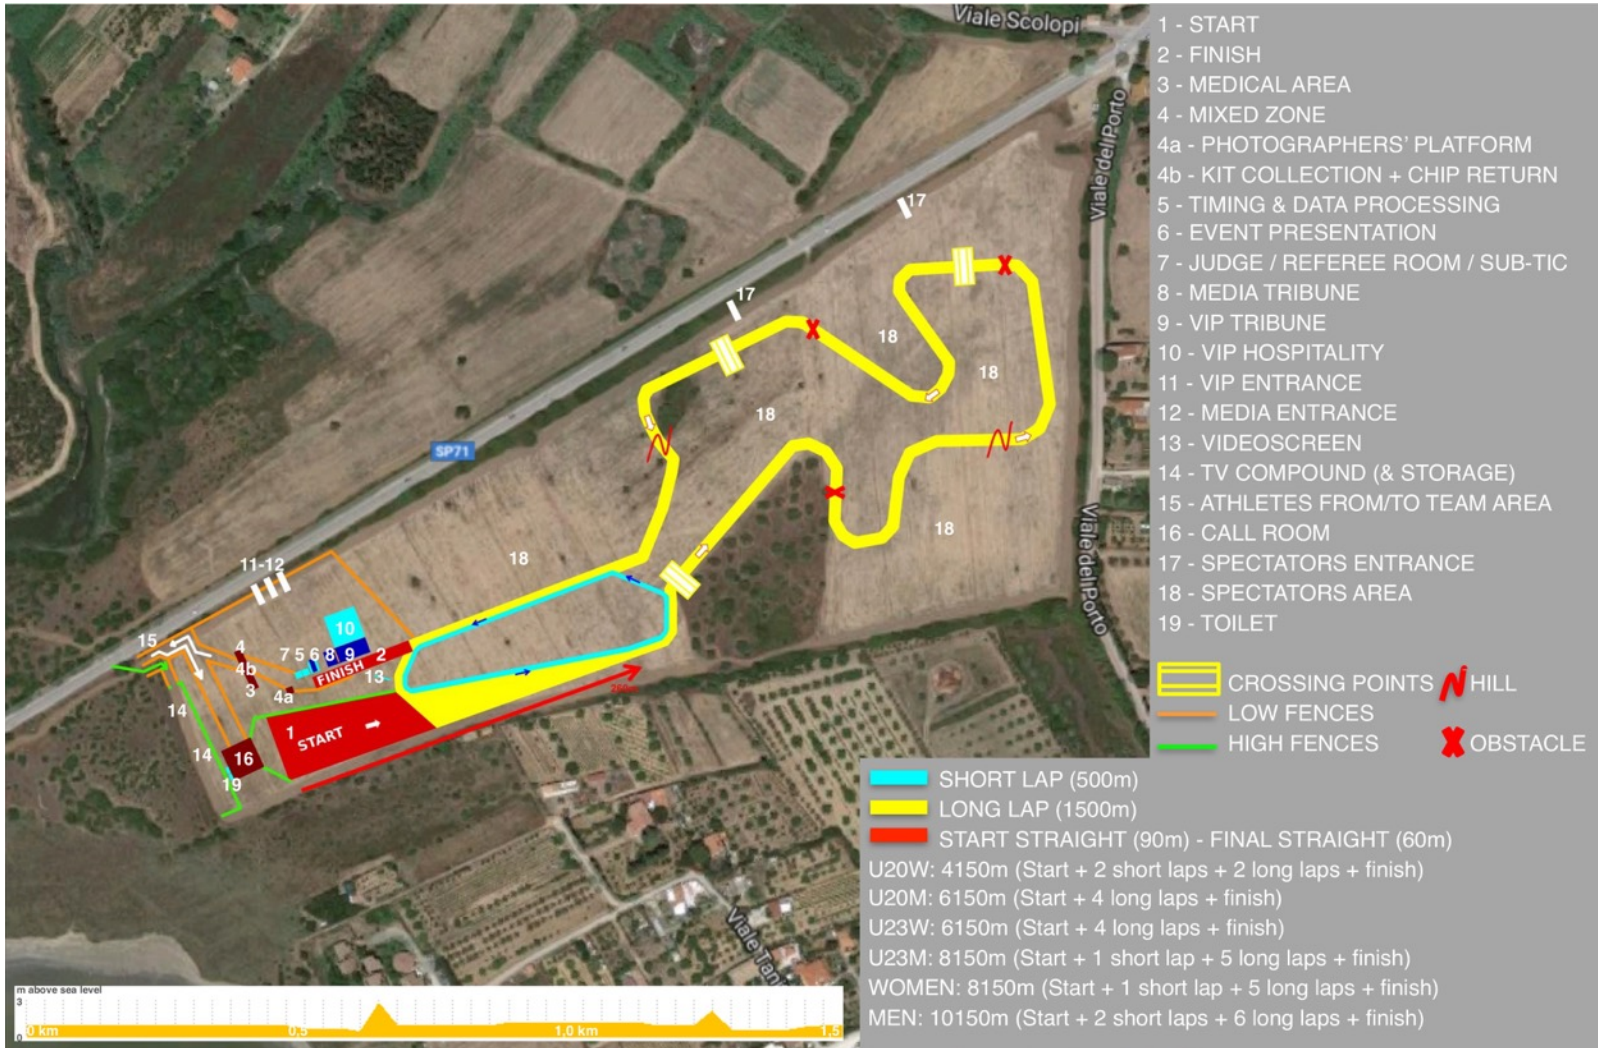 Viale Scolopi
Viale del Porto
17
17
18
18
18
SP71
18
18
Viale del Porto
11-12
15
10
4
7 5 6 8 9 2
4b
FINISH
13
3
4a
14
1
START
250m
14
16
19
Viale Tani
m above sea level
3
0
0 km
0,5
1,0 km
1,5
1 - START
2 - FINISH
3 - MEDICAL AREA
4 - MIXED ZONE
4a - PHOTOGRAPHERS' PLATFORM
4b - KIT COLLECTION + CHIP RETURN
5 - TIMING & DATA PROCESSING
6 - EVENT PRESENTATION
7 - JUDGE / REFEREE ROOM / SUB-TIC
8 - MEDIA TRIBUNE
9 - VIP TRIBUNE
10 - VIP HOSPITALITY
11 - VIP ENTRANCE
12 - MEDIA ENTRANCE
13 - VIDEOSCREEN
14 - TV COMPOUND (& STORAGE)
15 - ATHLETES FROM/TO TEAM AREA
16 - CALL ROOM
17 - SPECTATORS ENTRANCE
18 - SPECTATORS AREA
19 - TOILET
CROSSING POINTS
HILL
LOW FENCES
HIGH FENCES
OBSTACLE
SHORT LAP (500m)
LONG LAP (1500m)
START STRAIGHT (90m) - FINAL STRAIGHT (60m)
U20W: 4150m (Start + 2 short laps + 2 long laps + finish)
U20M: 6150m (Start + 4 long laps + finish)
U23W: 6150m (Start + 4 long laps + finish)
U23M: 8150m (Start + 1 short lap + 5 long laps + finish)
WOMEN: 8150m (Start + 1 short lap + 5 long laps + finish)
MEN: 10150m (Start + 2 short laps + 6 long laps + finish)